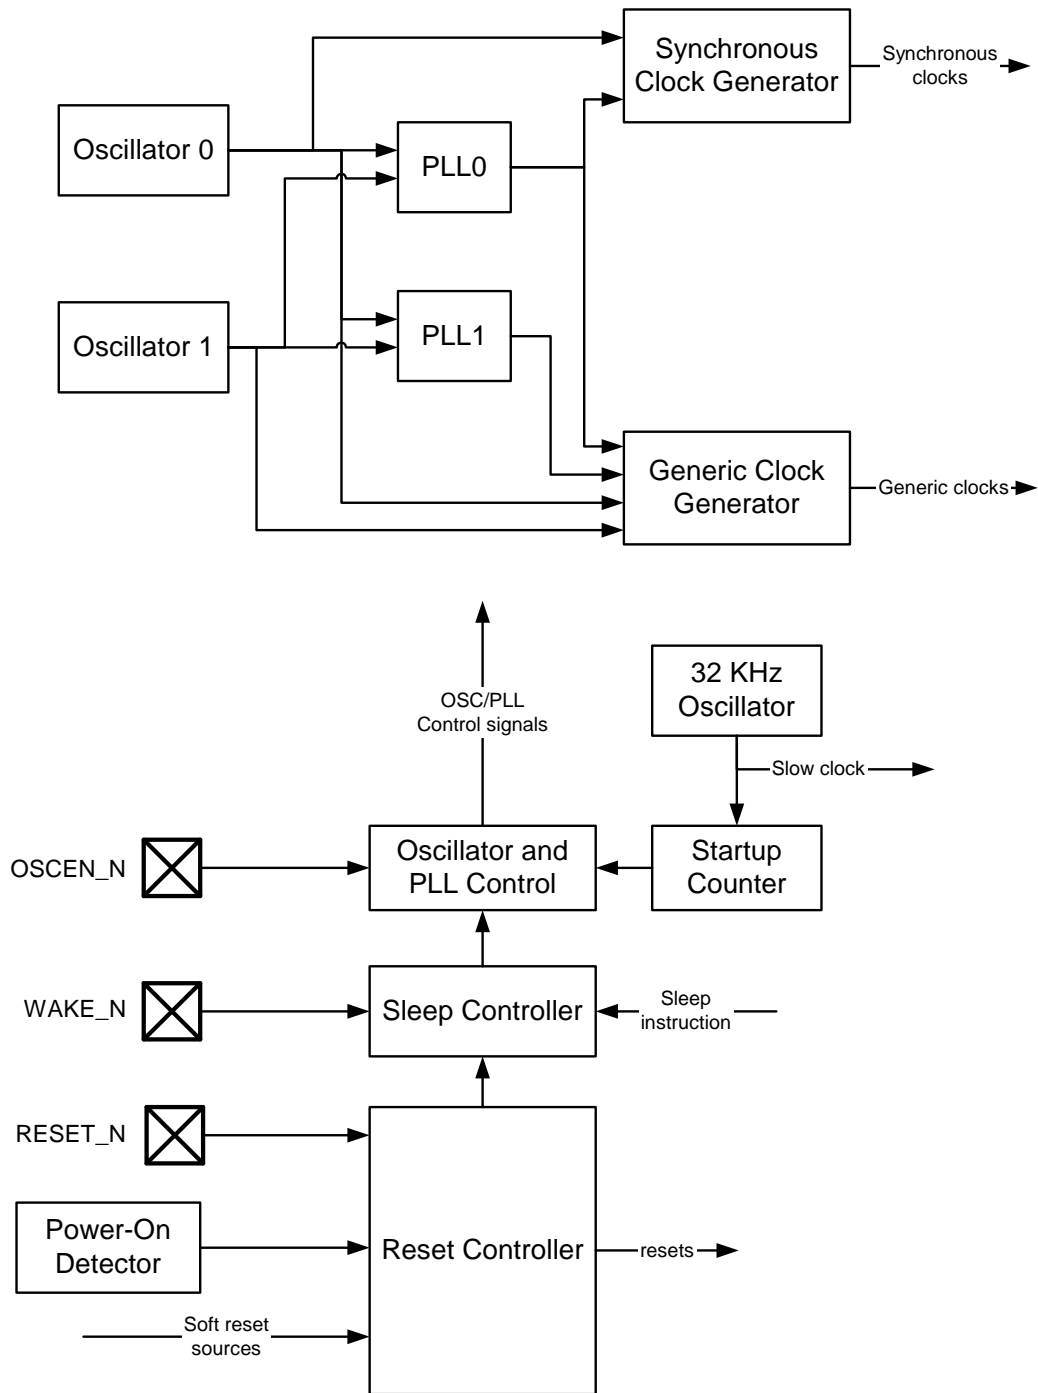 Synchronous
Clock Generator
Synchronous
clocks
Oscillator 0
PLL0
Oscillator 1
PLL1
Generic Clock
Generator
Generic clocks
OSC/PLL
Control signals
32 KHz
Oscillator
Slow clock
OSCEN_N
Oscillator and
PLL Control
Startup
Counter
WAKE_N
Sleep Controller
Sleep
instruction
RESET_N
Power-On
Detector
Reset Controller
resets
Soft reset
sources